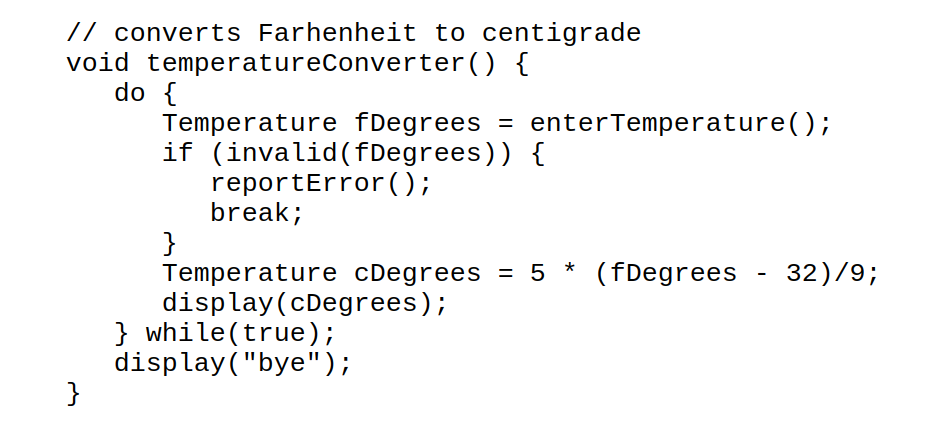 // converts Farhenheit to centigrade
void temperatureConverter() {
   do {
      Temperature fDegrees = enterTemperature();
      if (invalid(fDegrees)) {
         reportError();
         break;
      }
      Temperature cDegrees = 5 * (fDegrees - 32)/9;
      display(cDegrees);
   } while(true);
   display("bye");
}